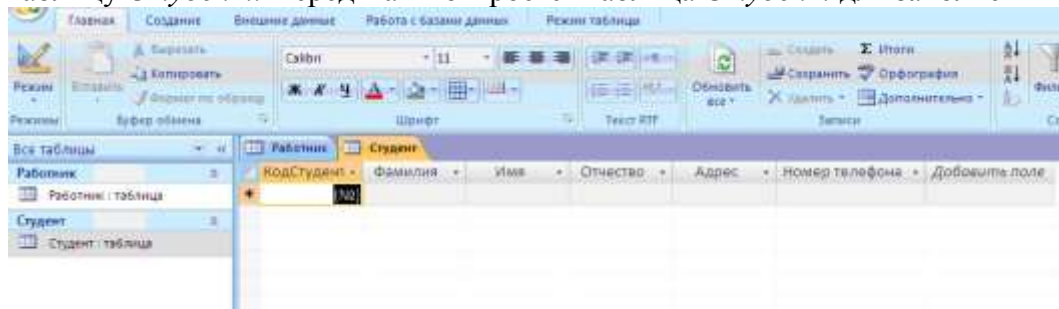 Главная Создание Внешние данные Работа с базами данных Режим таблицы
Вырезать
Копировать
Формат по образцу
Режим Вставить
Calibri 11
Ж К Ч
Обновить все
Создать Σ Итоги
Сохранить Орфография
Удалить Дополнительно
Режимы Буфер обмена Шрифт Текст RTF Записи
Все таблицы
Работник Студент
Работник
Работник : таблица
Студент
Студент : таблица
КодСтудент Фамилия Имя Отчество Адрес Номер телефона Добавить поле
(№)